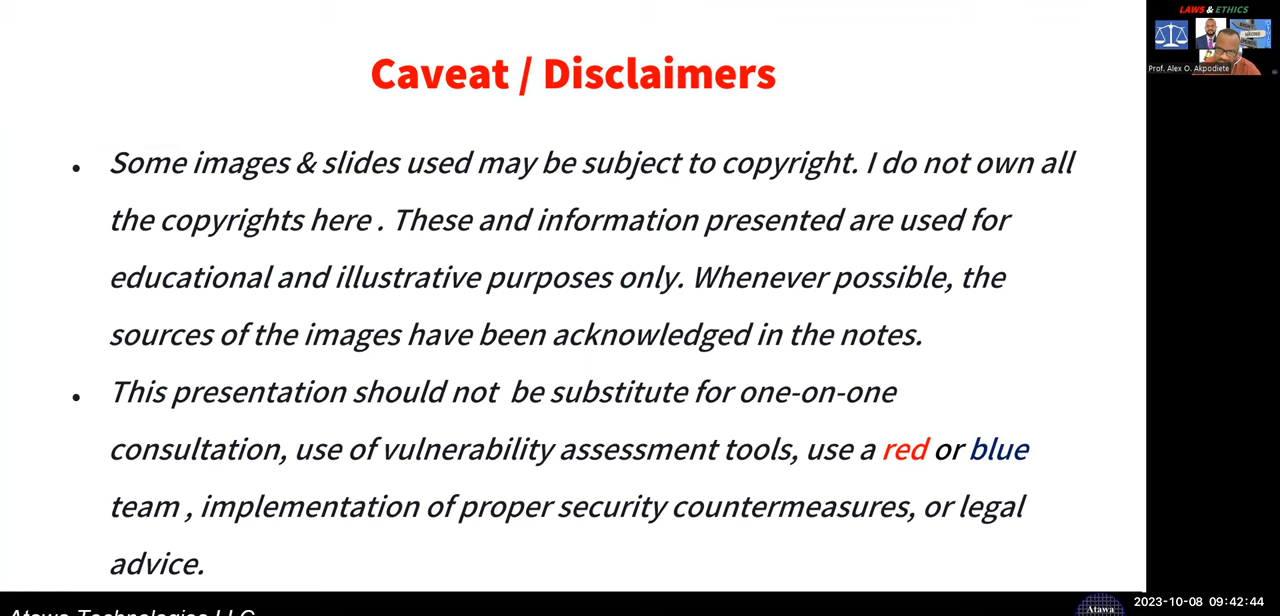 LAWS & ETHICS
Prof. Alex O. Akpodiete
Caveat / Disclaimers
• Some images & slides used may be subject to copyright. I do not own all
the copyrights here . These and information presented are used for
educational and illustrative purposes only. Whenever possible, the
sources of the images have been acknowledged in the notes.
• This presentation should not  be substitute for one-on-one
consultation, use of vulnerability assessment tools, use a red or blue
team , implementation of proper security countermeasures, or legal
advice.
Atawa Technologies LLC
Atawa
2023-10-08 09:42:44